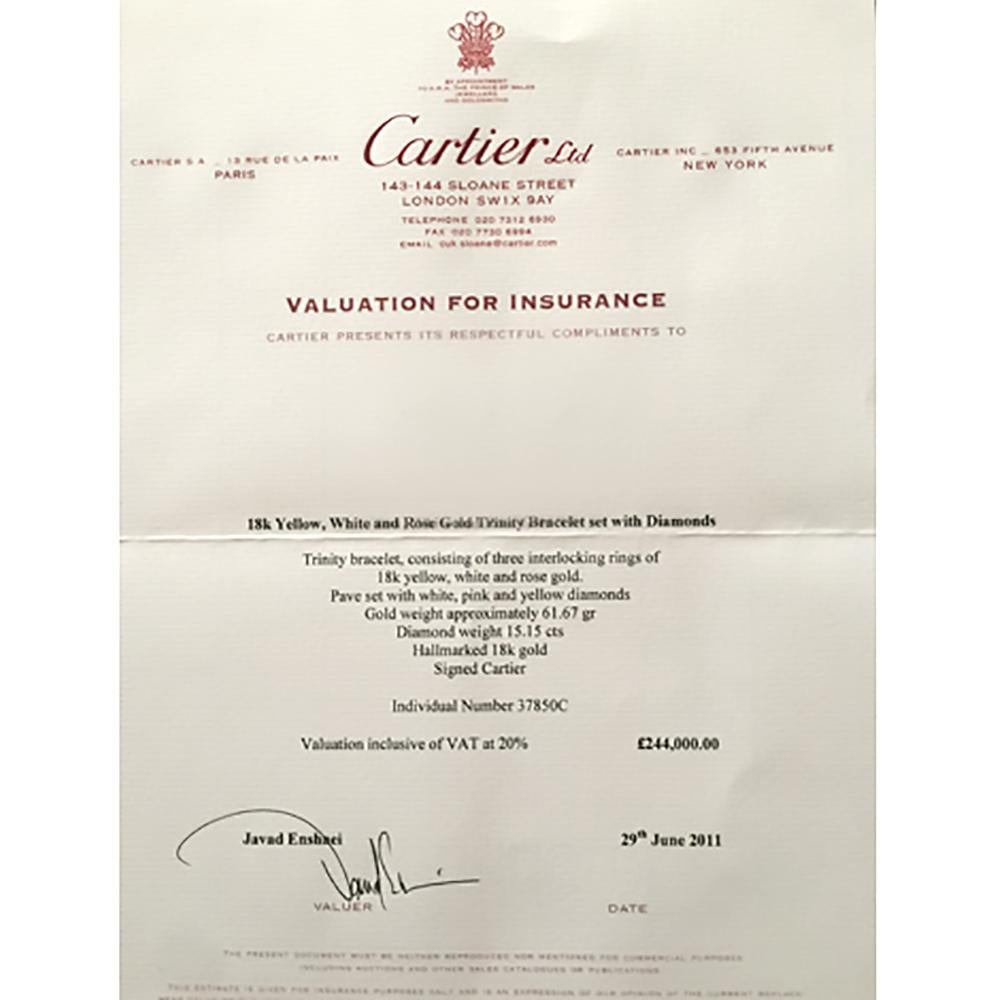 BY APPOINTMENT
TO H.R.H. THE PRINCE OF WALES
JEWELLERS
AND GOLDSMITHS
Cartier Ltd
CARTIER S A _ 13 RUE DE LA PAIX
PARIS
CARTIER INC _ 653 FIFTH AVENUE
NEW YORK
143-144 SLOANE STREET
LONDON SW1X 9AY
TELEPHONE 020 7312 6930
FAX 020 7730 6994
EMAIL cuk.sloane@cartier.com
VALUATION FOR INSURANCE
CARTIER PRESENTS ITS RESPECTFUL COMPLIMENTS TO
18k Yellow, White and Rose Gold Trinity Bracelet set with Diamonds
Trinity bracelet, consisting of three interlocking rings of
18k yellow, white and rose gold.
Pave set with white, pink and yellow diamonds
Gold weight approximately 61.67 gr
Diamond weight 15.15 cts
Hallmarked 18k gold
Signed Cartier
Individual Number 37850C
Valuation inclusive of VAT at 20% £244,000.00
Javad Enshaei 29th June 2011
VALUER DATE
THE PRESENT DOCUMENT MUST BE NEITHER REPRODUCED NOR MENTIONED FOR COMMERCIAL PURPOSES
INCLUDING AUCTIONS AND OTHER SALES CATALOGUES OR PUBLICATIONS
THIS ESTIMATE IS GIVEN FOR INSURANCE PURPOSES ONLY AND IS AN EXPRESSION OF OUR OPINION OF THE CURRENT REPLACE-